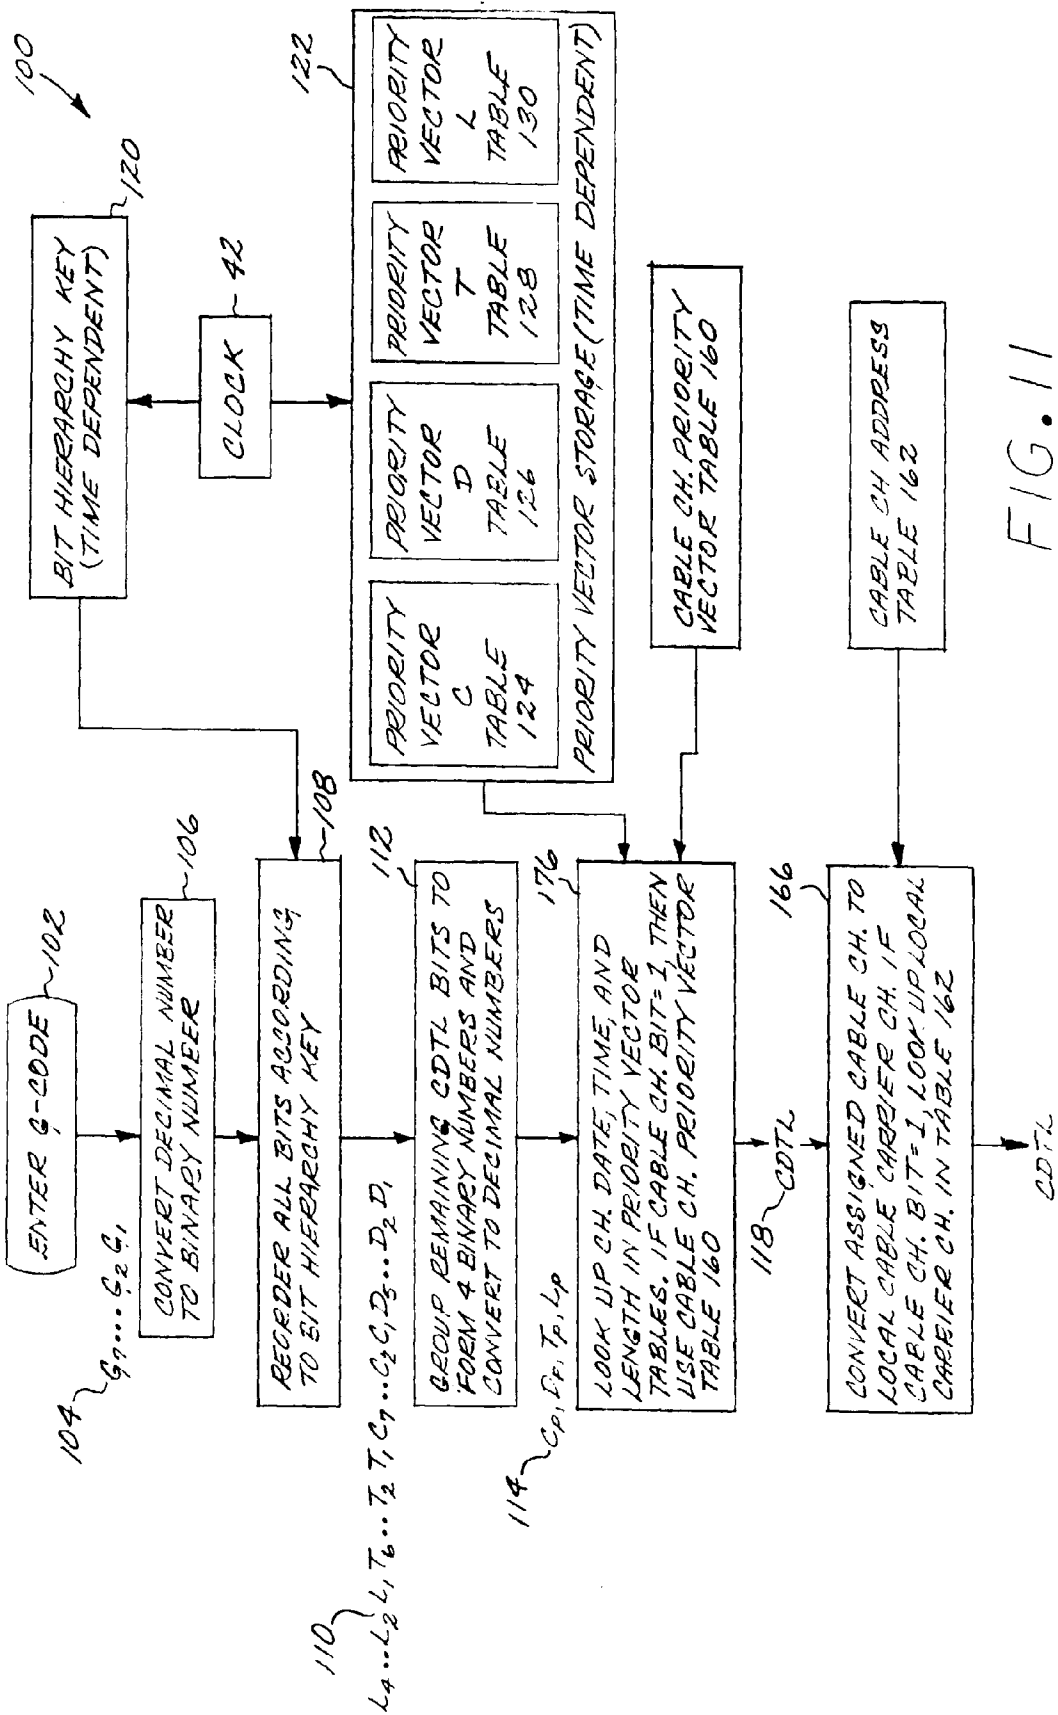 100
ENTER G-CODE
102
104
G7....G2G1
CONVERT DECIMAL NUMBER
TO BINARY NUMBER
106
BIT HIERARCHY KEY
(TIME DEPENDENT)
120
REORDER ALL BITS ACCORDING
TO BIT HIERARCHY KEY
108
CLOCK
42
110
L4..L2 L1 T6..T2 T1 C7..C2 C1 D5...D2 D1
GROUP REMAINING CDTL BITS TO
FORM 4 BINARY NUMBERS AND
CONVERT TO DECIMAL NUMBERS
112
122
PRIORITY
VECTOR
C
TABLE
124
PRIORITY
VECTOR
D
TABLE
126
PRIORITY
VECTOR
T
TABLE
128
PRIORITY
VECTOR
L
TABLE
130
PRIORITY VECTOR STORAGE (TIME DEPENDENT)
114
CP, DP, TP, LP
LOOK UP CH. DATE, TIME, AND
LENGTH IN PRIORITY VECTOR
TABLES. IF CABLE CH. BIT=1, THEN
USE CABLE CH. PRIORITY VECTOR
TABLE 160
176
CABLE CH. PRIORITY
VECTOR TABLE 160
118
CDTL
CONVERT ASSIGNED CABLE CH. TO
LOCAL CABLE CARRIER CH. IF
CABLE CH. BIT=1, LOOK UP LOCAL
CARRIER CH. IN TABLE 162
166
CABLE CH ADDRESS
TABLE 162
CDTL
FIG. 11